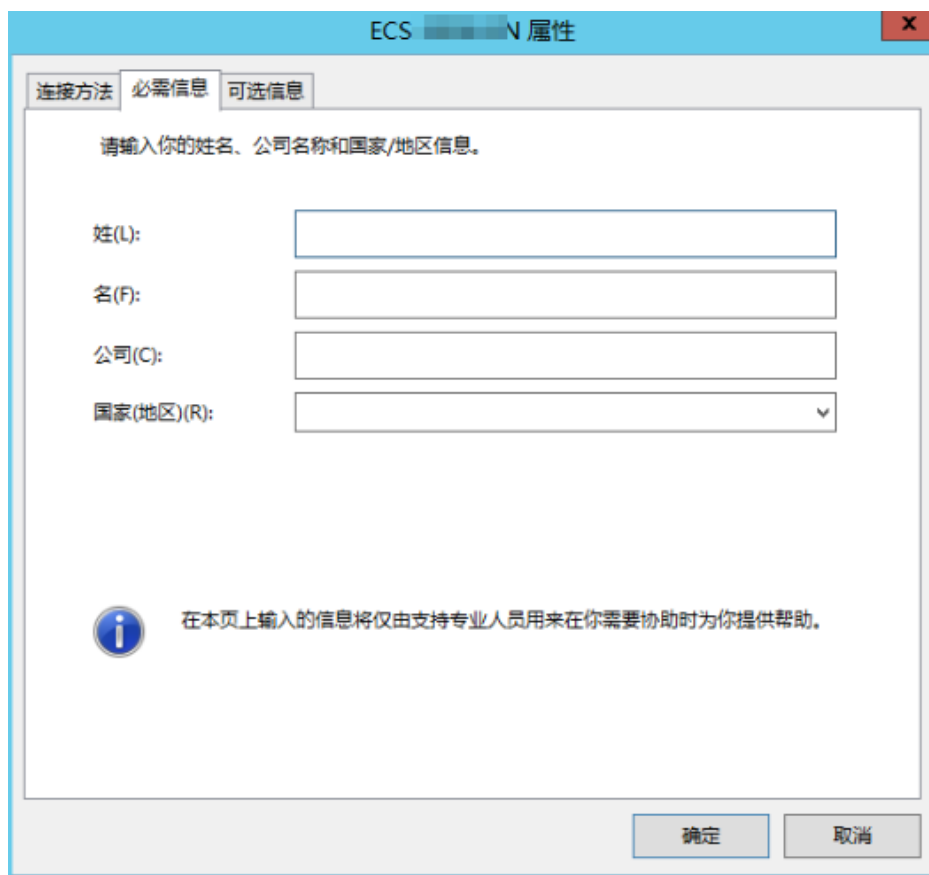 ECS N 属性
x
连接方法 必需信息 可选信息
请输入你的姓名、公司名称和国家/地区信息。
姓(L):
名(F):
公司(C):
国家(地区)(R):
在本页上输入的信息将仅由支持专业人员用来在你需要协助时为你提供帮助。
确定 取消